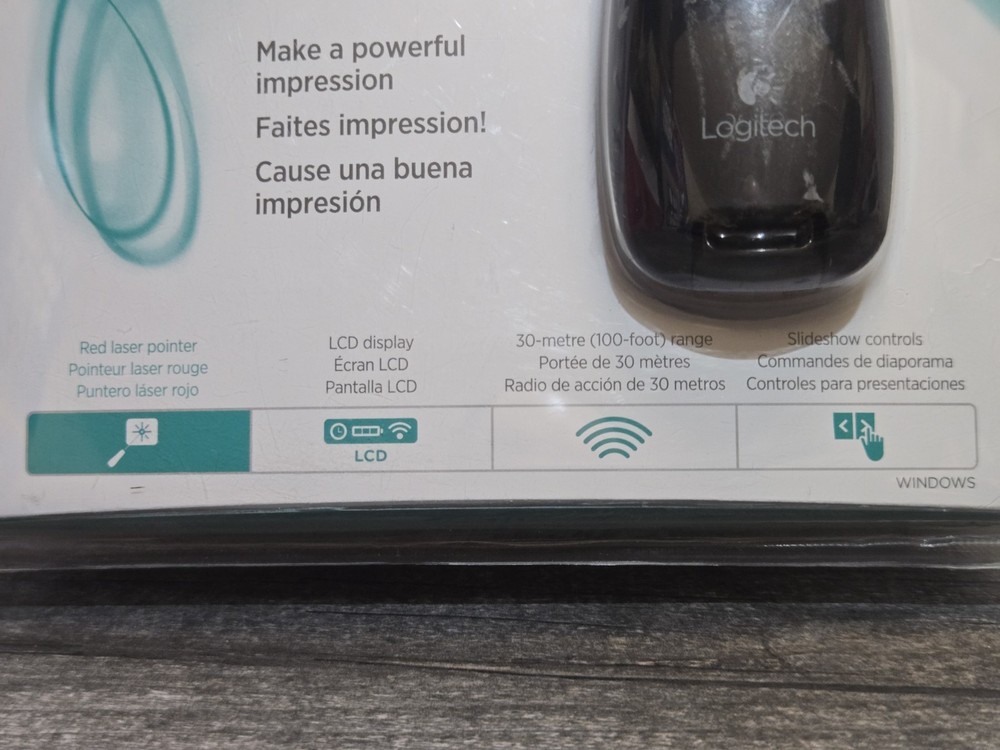 Make a powerful
impression
Faites impression!
Cause una buena
impresión
Logitech
Red laser pointer
Pointeur laser rouge
Puntero láser rojo
LCD display
Écran LCD
Pantalla LCD
LCD
30-metre (100-foot) range
Portée de 30 mètres
Radio de acción de 30 metros
Slideshow controls
Commandes de diaporama
Controles para presentaciones
WINDOWS